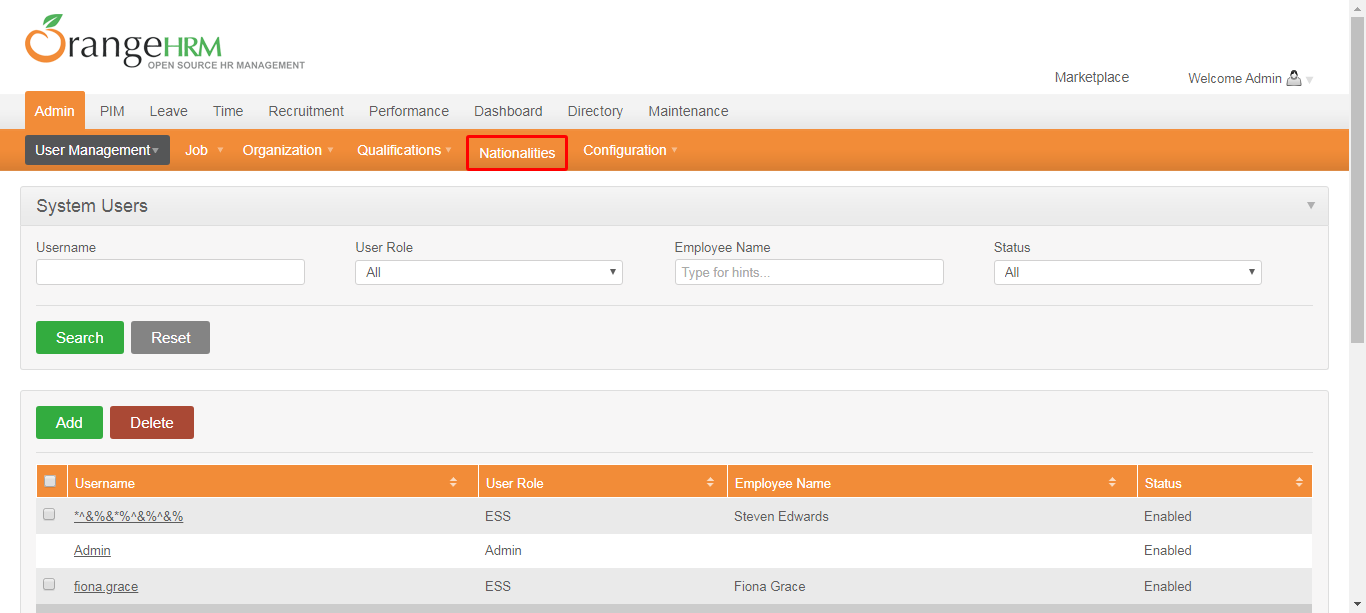 OrangeHRM
OPEN SOURCE HR MANAGEMENT
Marketplace Welcome Admin
Admin PIM Leave Time Recruitment Performance Dashboard Directory Maintenance
User Management Job Organization Qualifications Nationalities Configuration
System Users
Username User Role Employee Name Status
All Type for hints... All
Search Reset
Add Delete
Username User Role Employee Name Status
*^&%&*%^&%^&% ESS Steven Edwards Enabled
Admin Admin Enabled
fiona.grace ESS Fiona Grace Enabled